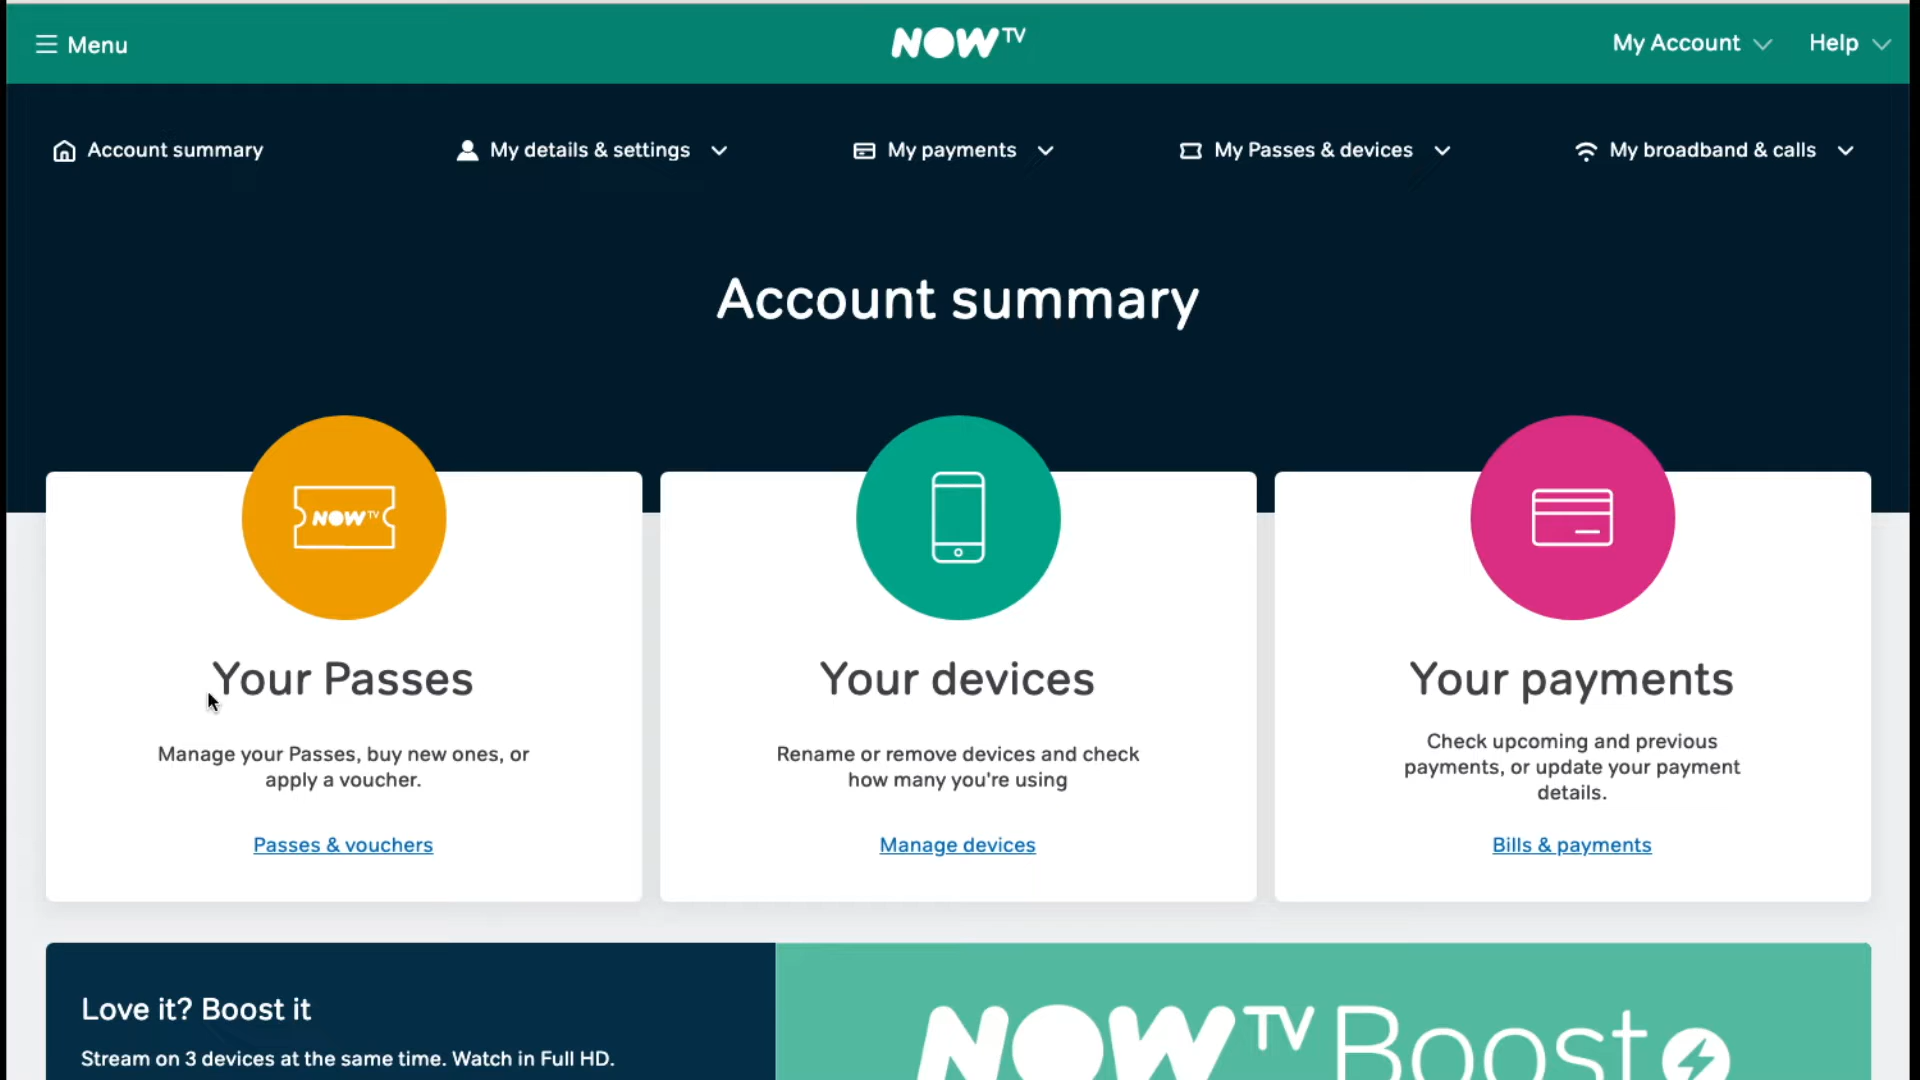 Menu
NOW TV
My Account
Help
Account summary
My details & settings
My payments
My Passes & devices
My broadband & calls
Account summary
NOW TV
Your Passes
Manage your Passes, buy new ones, or
apply a voucher.
Passes & vouchers
Your devices
Rename or remove devices and check
how many you're using
Manage devices
Your payments
Check upcoming and previous
payments, or update your payment
details.
Bills & payments
Love it? Boost it
Stream on 3 devices at the same time. Watch in Full HD.
NOW TV Boost